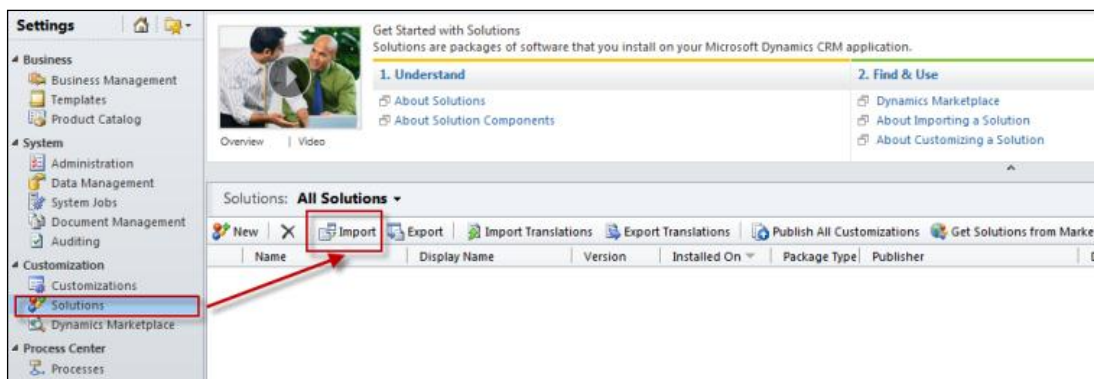 Settings
Business
Business Management
Templates
Product Catalog
System
Administration
Data Management
System Jobs
Document Management
Auditing
Customization
Customizations
Solutions
Dynamics Marketplace
Process Center
Processes
Get Started with Solutions
Solutions are packages of software that you install on your Microsoft Dynamics CRM application.
1. Understand
About Solutions
About Solution Components
2. Find & Use
Dynamics Marketplace
About Importing a Solution
About Customizing a Solution
Overview | Video
Solutions: All Solutions
New Import Export Import Translations Export Translations Publish All Customizations Get Solutions from Marke
Name Display Name Version Installed On Package Type Publisher